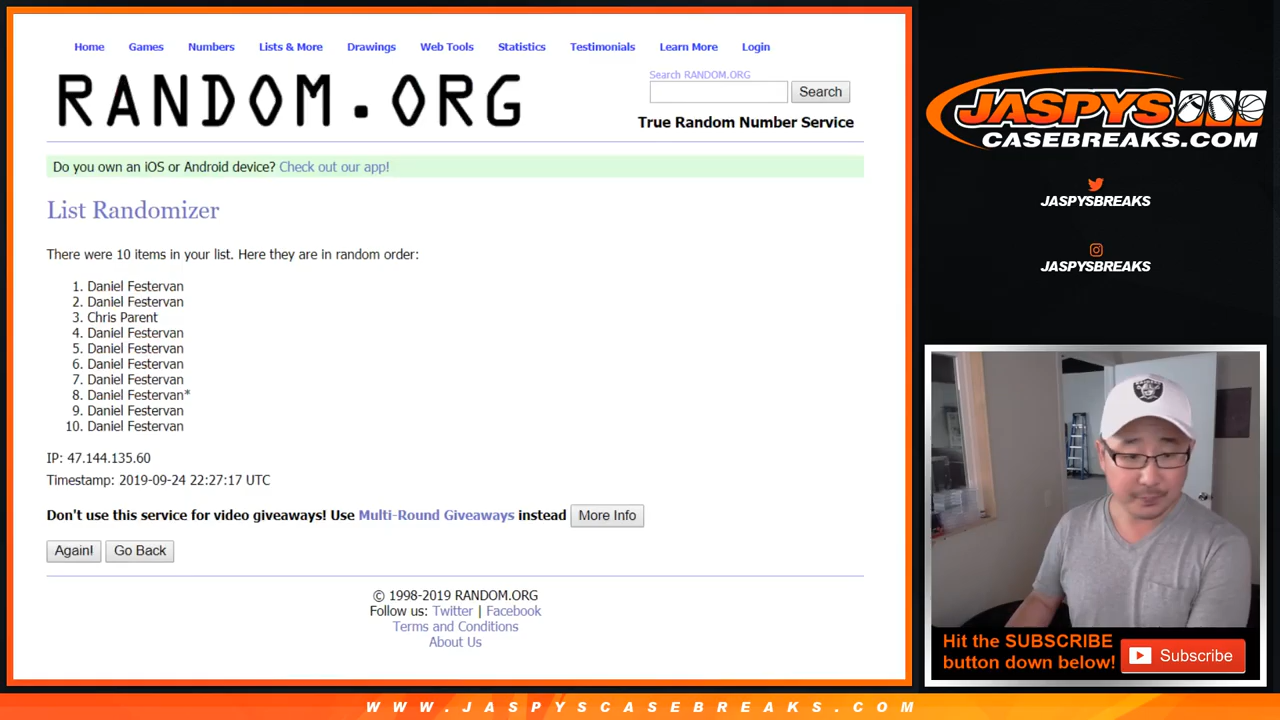 Home Games Numbers Lists & More Drawings Web Tools Statistics Testimonials Learn More Login
RANDOM.ORG
Search RANDOM.ORG
Search
True Random Number Service
Do you own an iOS or Android device? Check out our app!
List Randomizer
There were 10 items in your list. Here they are in random order:
1. Daniel Festervan
2. Daniel Festervan
3. Chris Parent
4. Daniel Festervan
5. Daniel Festervan
6. Daniel Festervan
7. Daniel Festervan
8. Daniel Festervan*
9. Daniel Festervan
10. Daniel Festervan
IP: 47.144.135.60
Timestamp: 2019-09-24 22:27:17 UTC
Don't use this service for video giveaways! Use Multi-Round Giveaways instead More Info
Again! Go Back
© 1998-2019 RANDOM.ORG
Follow us: Twitter | Facebook
Terms and Conditions
About Us
JASPYS
CASEBREAKS.COM
JASPYSBREAKS
JASPYSBREAKS
Hit the SUBSCRIBE
button down below!
Subscribe
WWW.JASPYSCASEBREAKS.COM